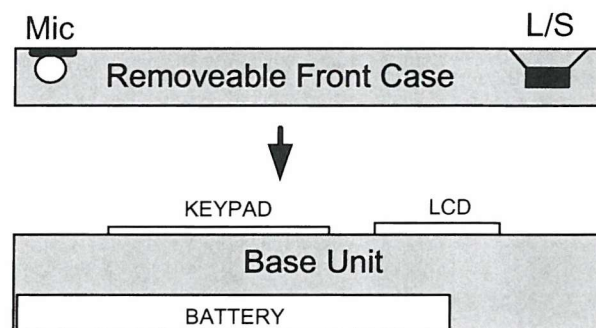 Mic
L/S
Removeable Front Case
KEYPAD
LCD
Base Unit
BATTERY